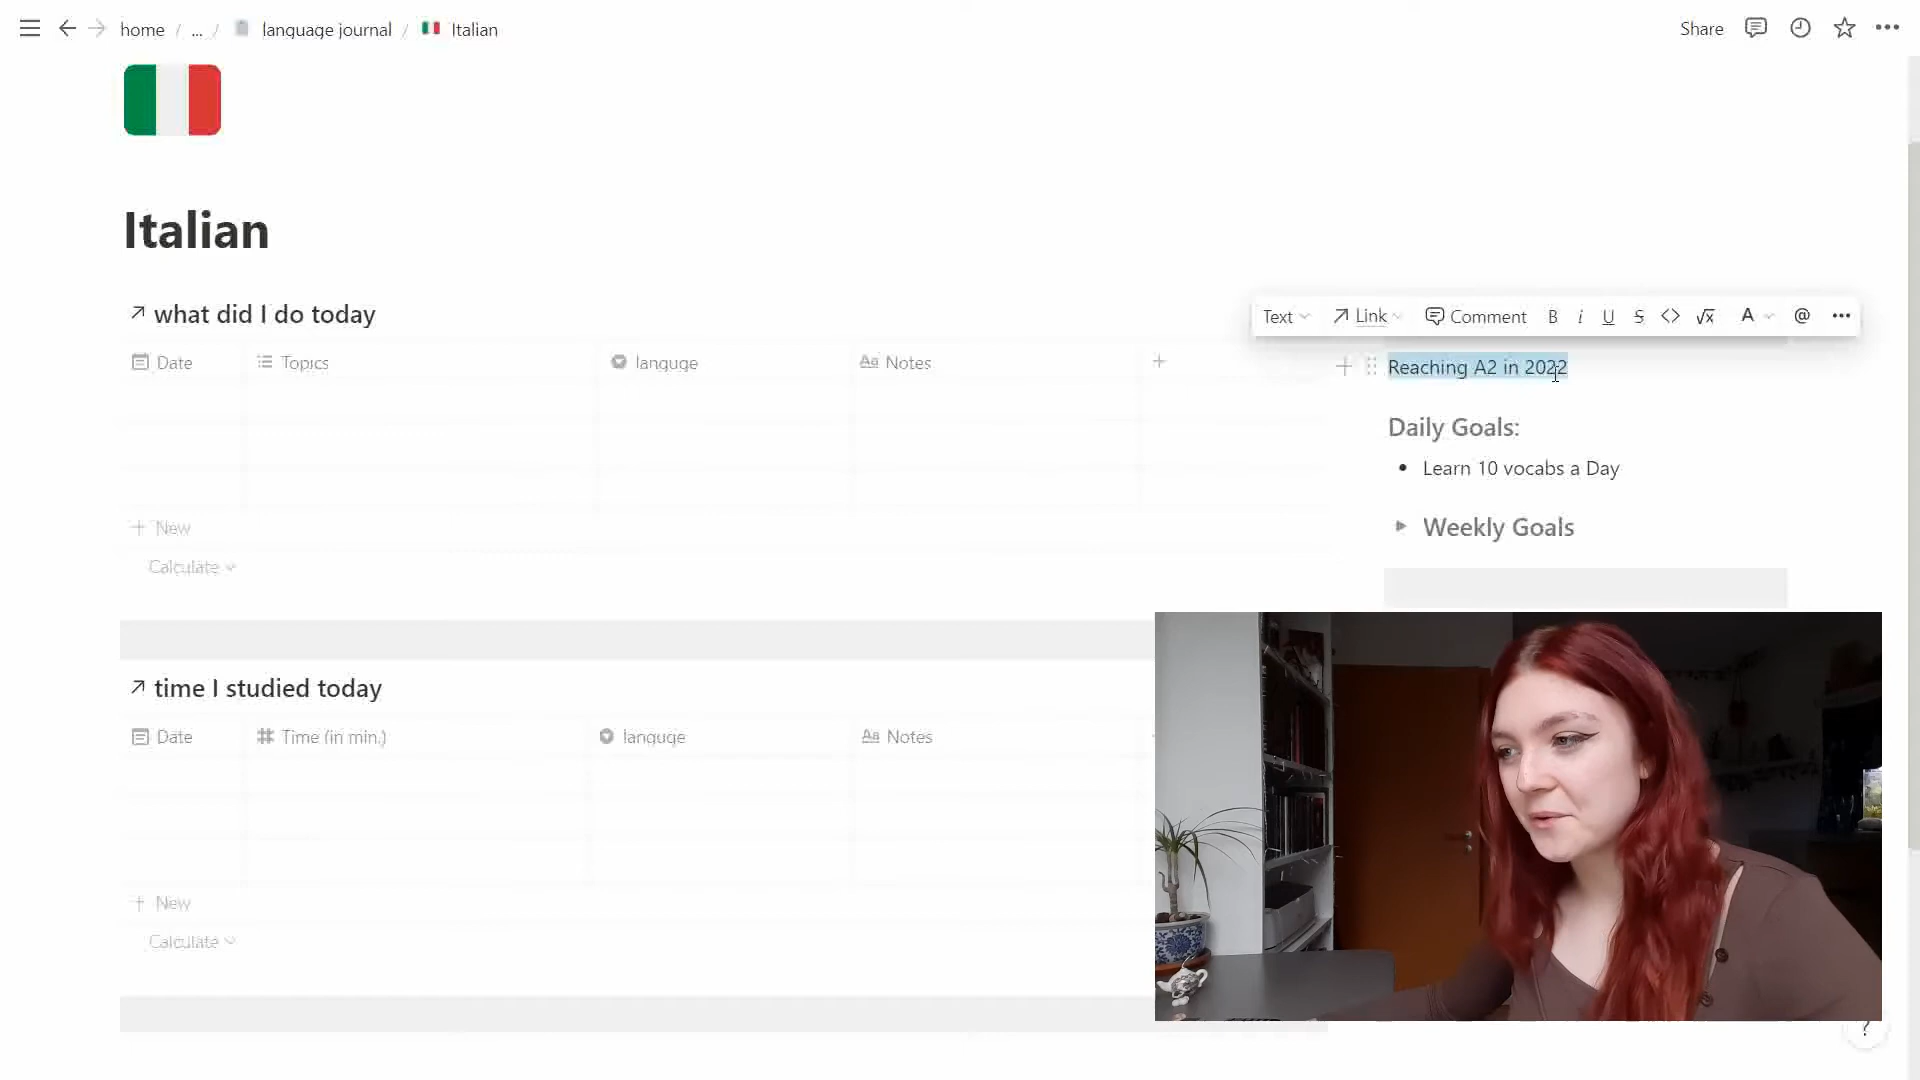 home / ... / language journal / Italian
Share
Italian
what did I do today
Date Topics languge Notes
New
Calculate
Text Link Comment B i U S <> √x A @ •••
Reaching A2 in 2022
Daily Goals:
• Learn 10 vocabs a Day
Weekly Goals
time I studied today
Date Time (in min.) languge Notes
New
Calculate
?